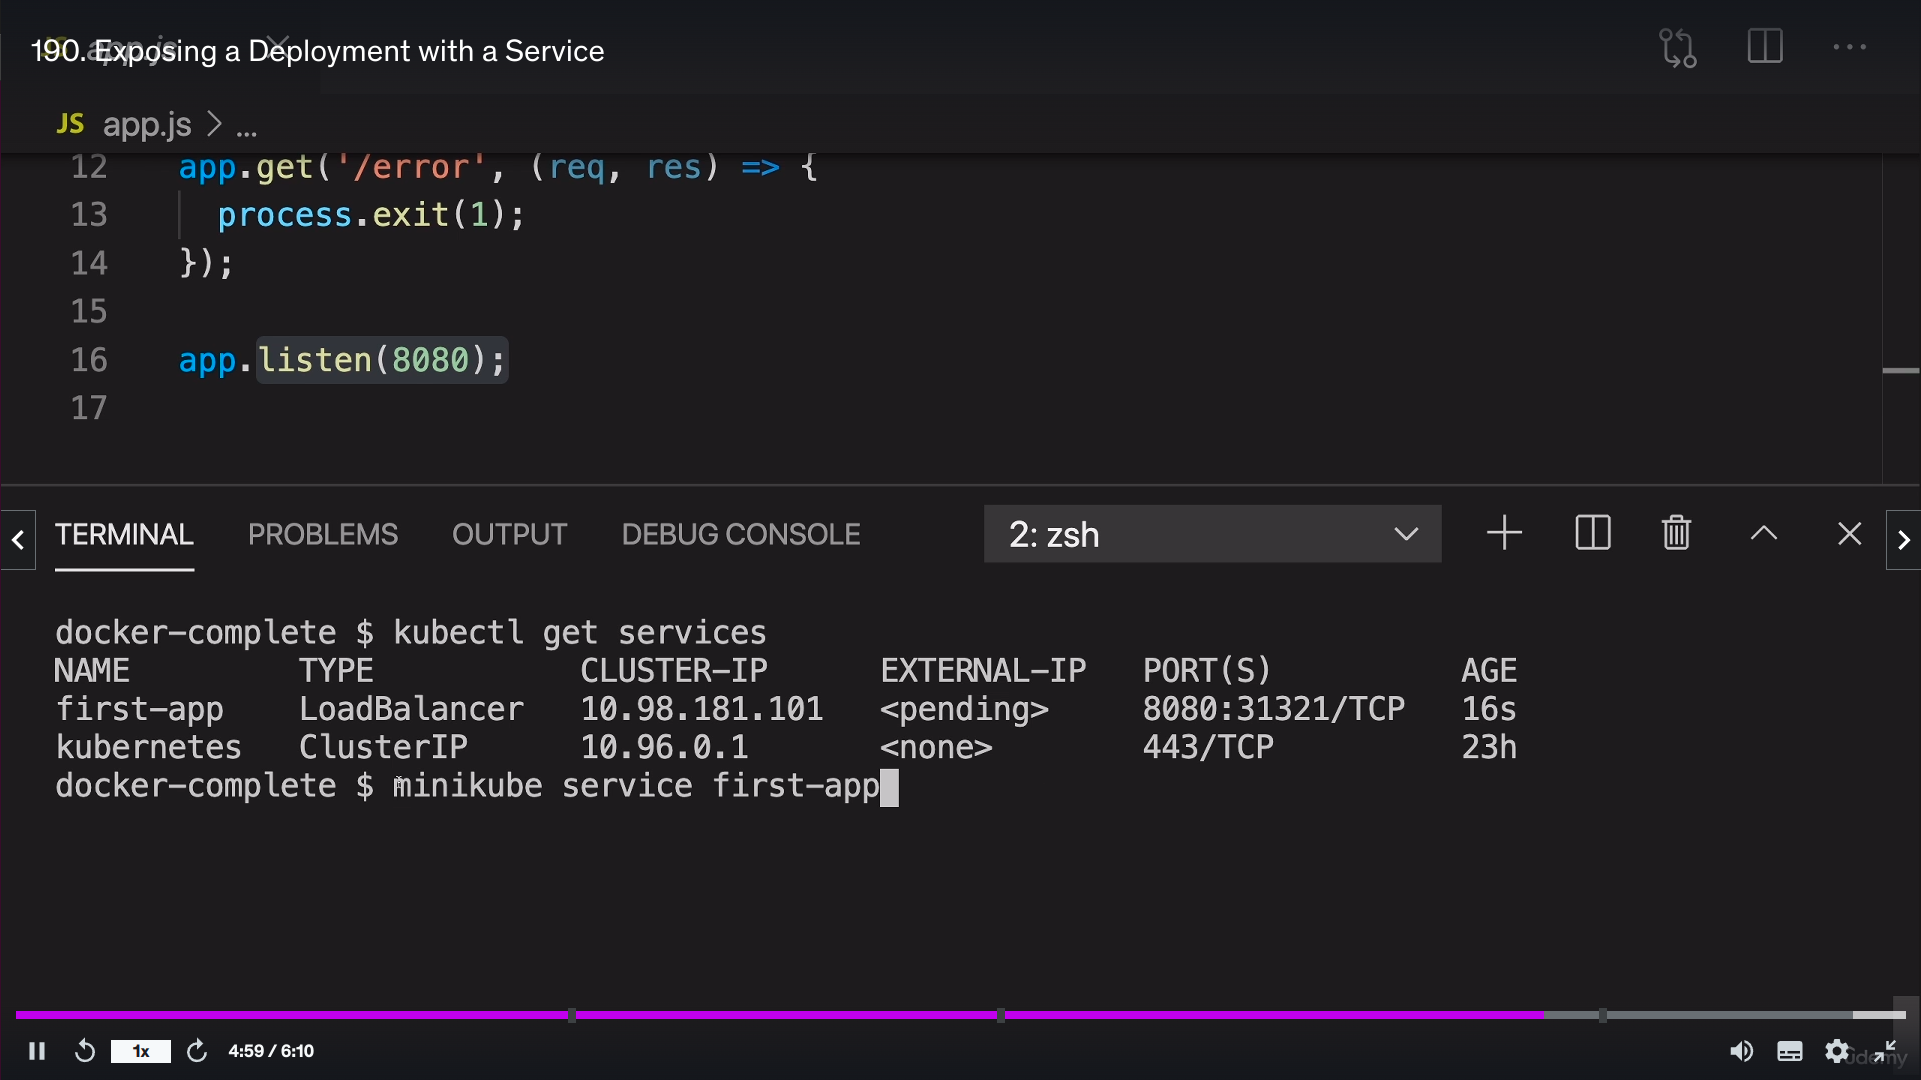 190. Exposing a Deployment with a Service
app.js
JS app.js > ...
12 app.get('/error', (req, res) => {
13 process.exit(1);
14 });
15
16 app.listen(8080);
17
TERMINAL PROBLEMS OUTPUT DEBUG CONSOLE 2: zsh
docker-complete $ kubectl get services
NAME TYPE CLUSTER-IP EXTERNAL-IP PORT(S) AGE
first-app LoadBalancer 10.98.181.101 <pending> 8080:31321/TCP 16s
kubernetes ClusterIP 10.96.0.1 <none> 443/TCP 23h
docker-complete $ minikube service first-app
1x 4:59 / 6:10
udemy